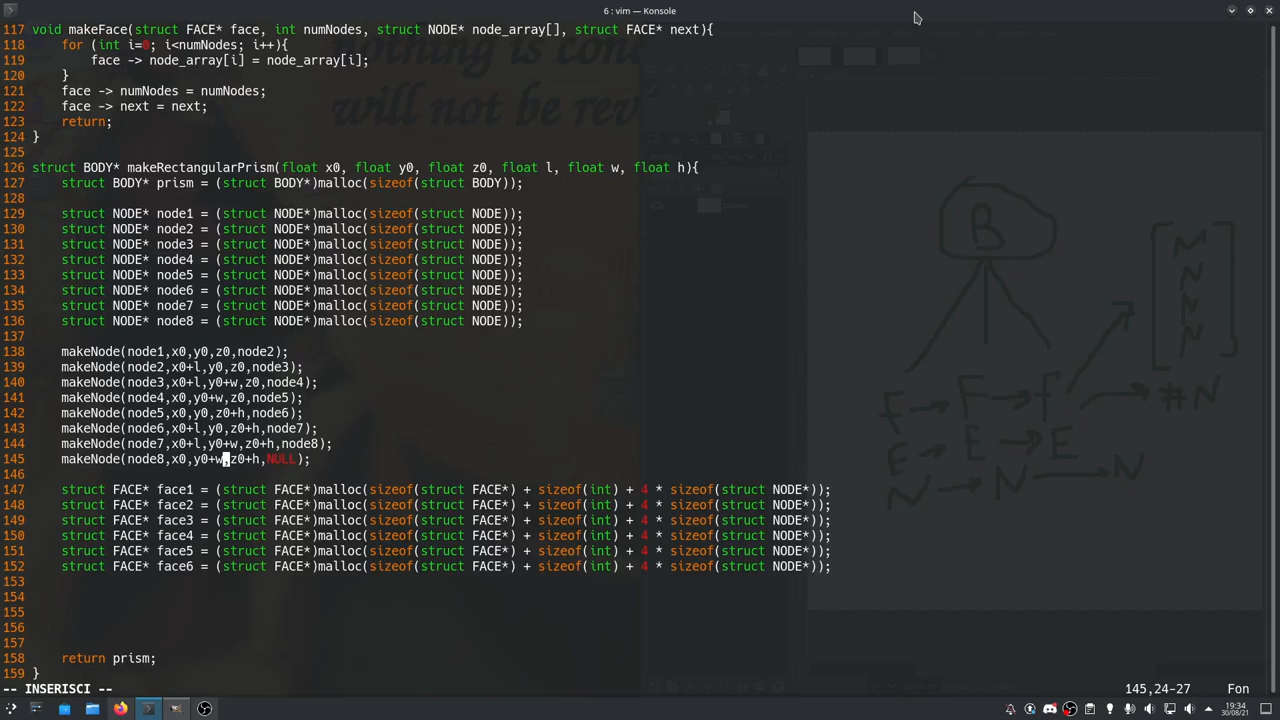 6 : vim — Konsole
117 void makeFace(struct FACE* face, int numNodes, struct NODE* node_array[], struct FACE* next){
118     for (int i=0; i<numNodes; i++){
119         face -> node_array[i] = node_array[i];
120     }
121     face -> numNodes = numNodes;
122     face -> next = next;
123     return;
124 }
125
126 struct BODY* makeRectangularPrism(float x0, float y0, float z0, float l, float w, float h){
127     struct BODY* prism = (struct BODY*)malloc(sizeof(struct BODY));
128
129     struct NODE* node1 = (struct NODE*)malloc(sizeof(struct NODE));
130     struct NODE* node2 = (struct NODE*)malloc(sizeof(struct NODE));
131     struct NODE* node3 = (struct NODE*)malloc(sizeof(struct NODE));
132     struct NODE* node4 = (struct NODE*)malloc(sizeof(struct NODE));
133     struct NODE* node5 = (struct NODE*)malloc(sizeof(struct NODE));
134     struct NODE* node6 = (struct NODE*)malloc(sizeof(struct NODE));
135     struct NODE* node7 = (struct NODE*)malloc(sizeof(struct NODE));
136     struct NODE* node8 = (struct NODE*)malloc(sizeof(struct NODE));
137
138     makeNode(node1,x0,y0,z0,node2);
139     makeNode(node2,x0+l,y0,z0,node3);
140     makeNode(node3,x0+l,y0+w,z0,node4);
141     makeNode(node4,x0,y0+w,z0,node5);
142     makeNode(node5,x0,y0,z0+h,node6);
143     makeNode(node6,x0+l,y0,z0+h,node7);
144     makeNode(node7,x0+l,y0+w,z0+h,node8);
145     makeNode(node8,x0,y0+w,z0+h,NULL);
146
147     struct FACE* face1 = (struct FACE*)malloc(sizeof(struct FACE*) + sizeof(int) + 4 * sizeof(struct NODE*));
148     struct FACE* face2 = (struct FACE*)malloc(sizeof(struct FACE*) + sizeof(int) + 4 * sizeof(struct NODE*));
149     struct FACE* face3 = (struct FACE*)malloc(sizeof(struct FACE*) + sizeof(int) + 4 * sizeof(struct NODE*));
150     struct FACE* face4 = (struct FACE*)malloc(sizeof(struct FACE*) + sizeof(int) + 4 * sizeof(struct NODE*));
151     struct FACE* face5 = (struct FACE*)malloc(sizeof(struct FACE*) + sizeof(int) + 4 * sizeof(struct NODE*));
152     struct FACE* face6 = (struct FACE*)malloc(sizeof(struct FACE*) + sizeof(int) + 4 * sizeof(struct NODE*));
153
154
155
156
157
158     return prism;
159 }
-- INSERISCI -- 145,24-27 Fon
nothing is
will not be
B
F → F → f → #N
E → E → E
N → N → N
19:34
30/08/21